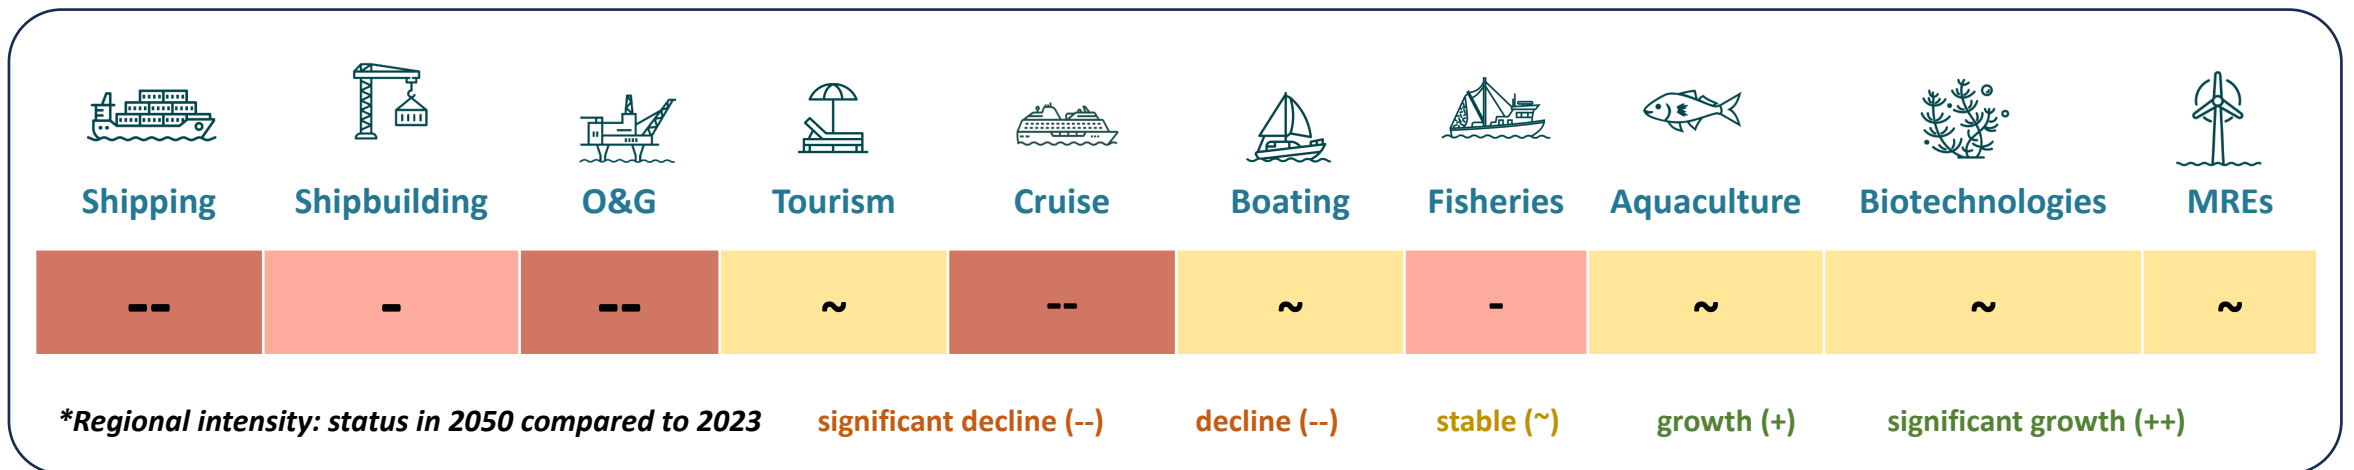 Shipping Shipbuilding O&G Tourism Cruise Boating Fisheries Aquaculture Biotechnologies MREs
-- - -- ~ -- ~ - ~ ~ ~
*Regional intensity: status in 2050 compared to 2023 significant decline (--) decline (--) stable (~) growth (+) significant growth (++)